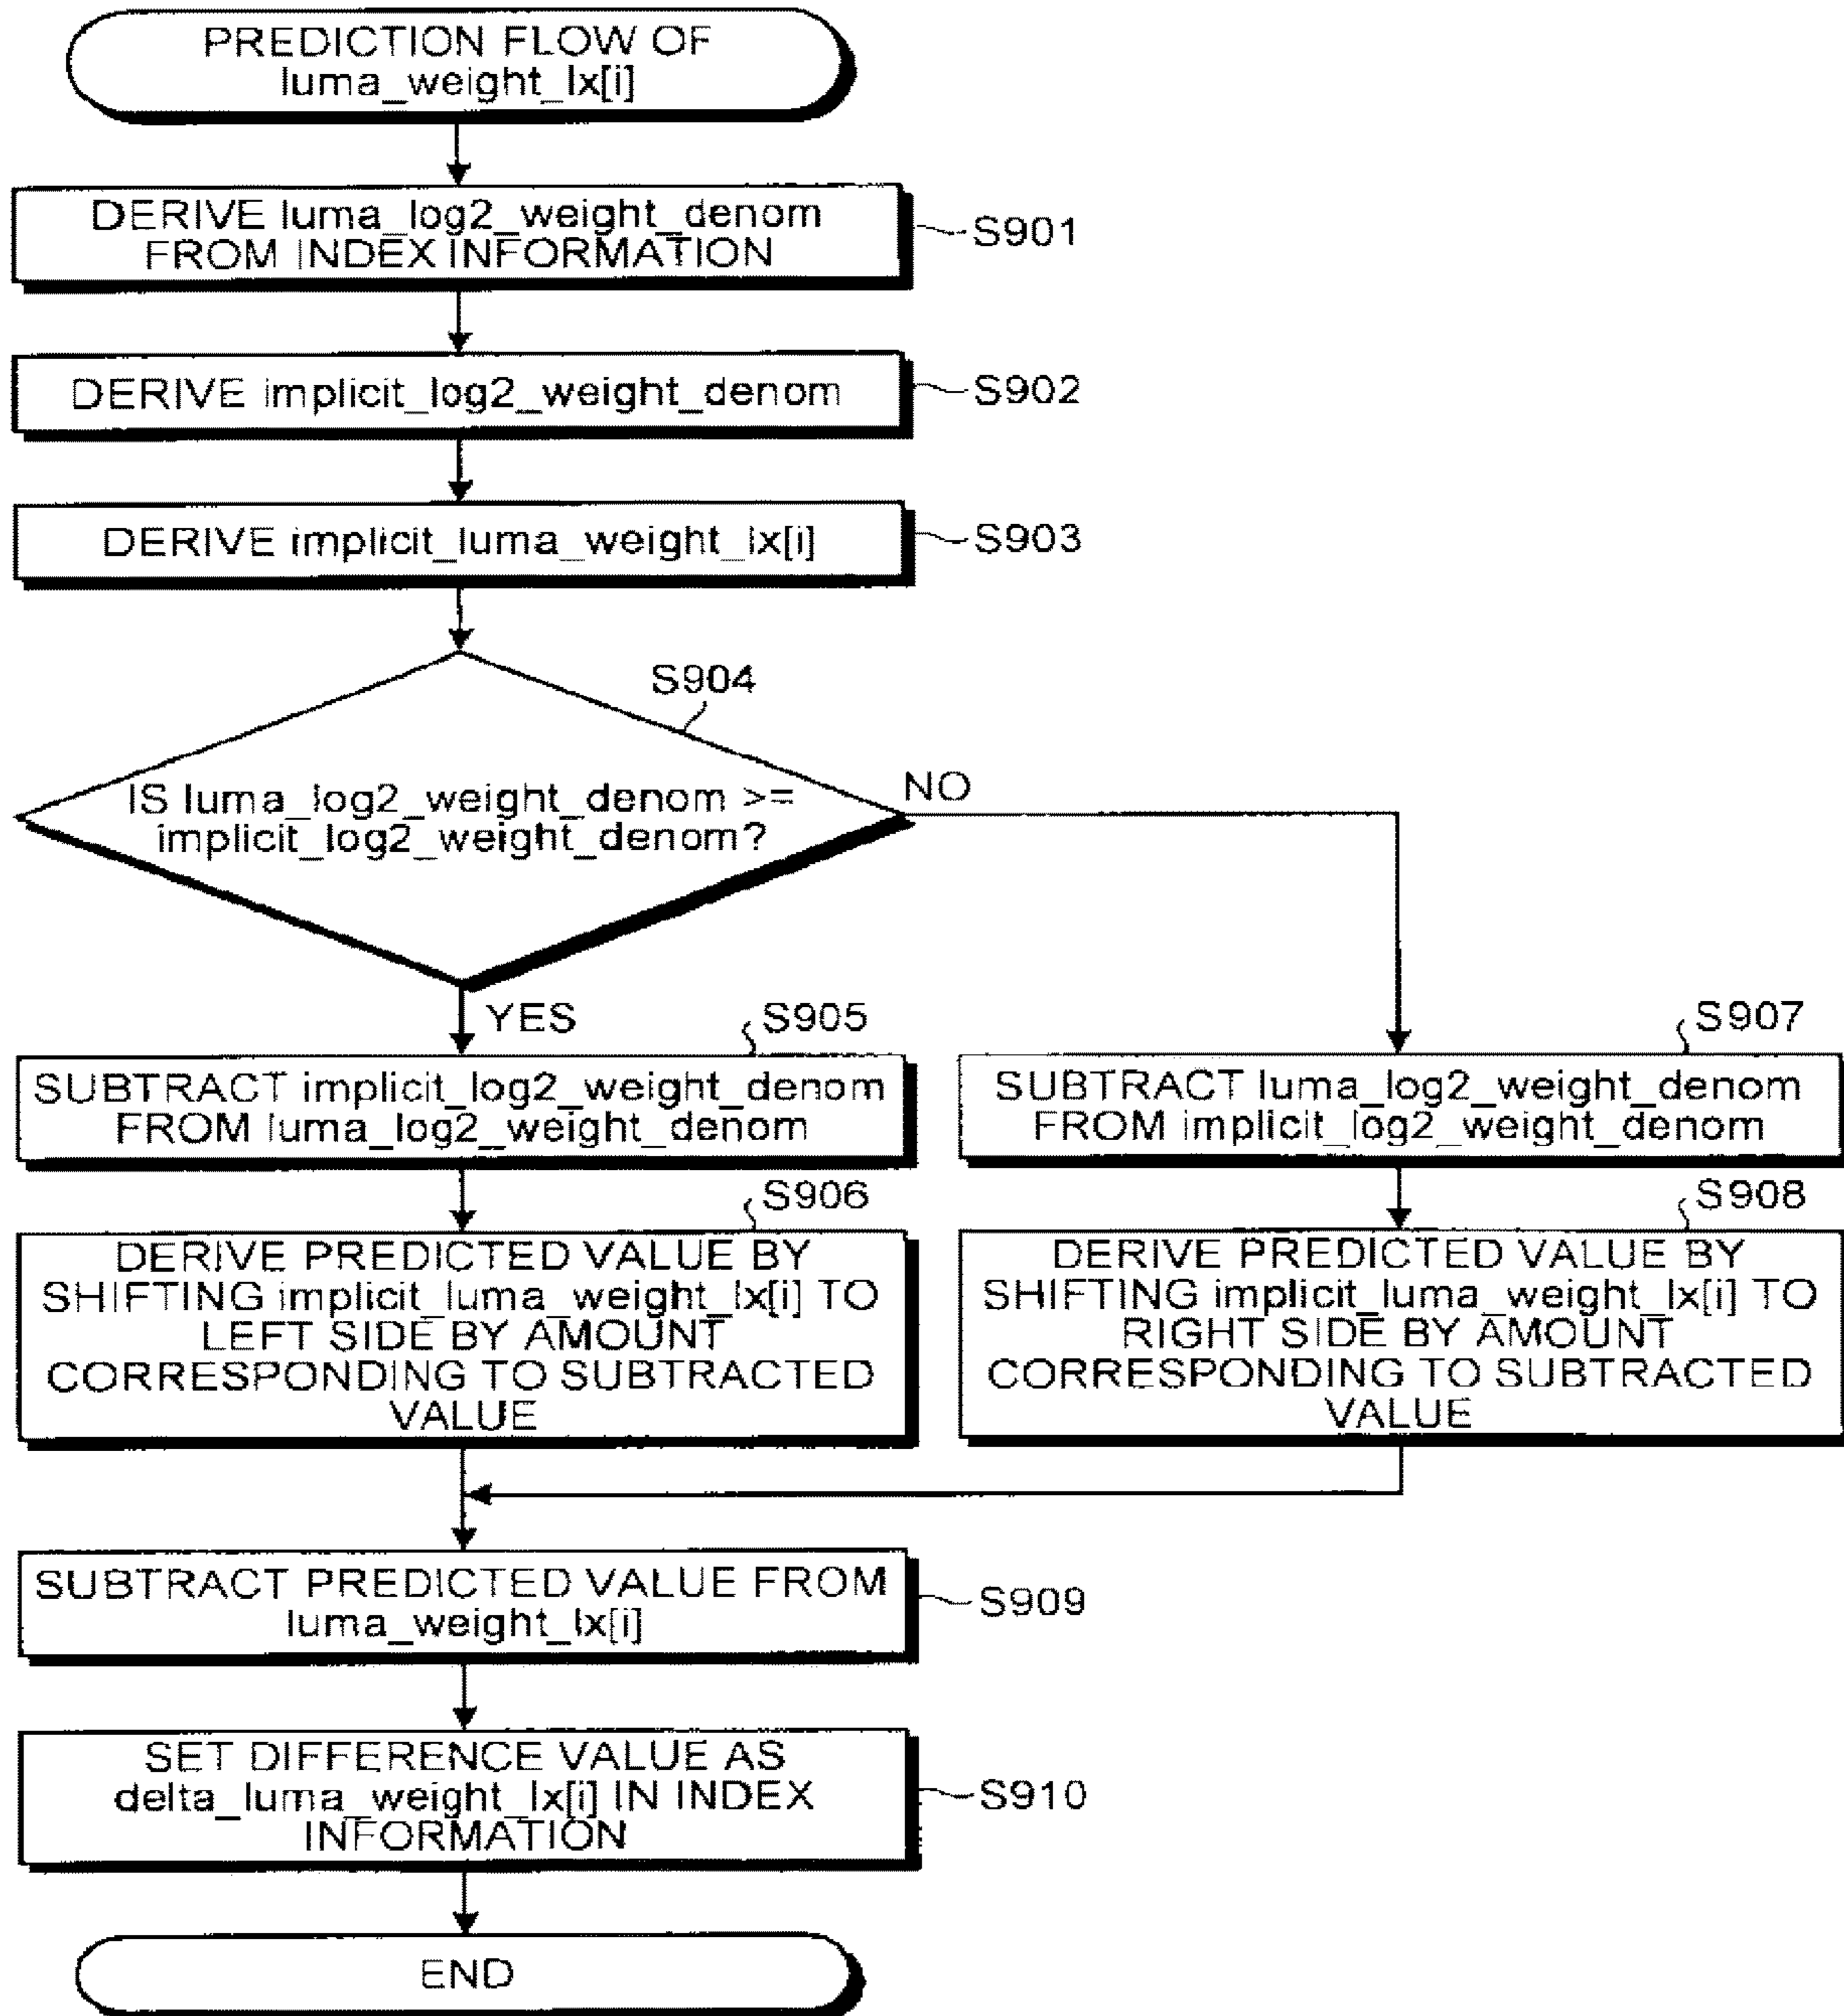 PREDICTION FLOW OF
luma_weight_lx[i]
DERIVE luma_log2_weight_denom
FROM INDEX INFORMATION
S901
DERIVE implicit_log2_weight_denom
S902
DERIVE implicit_luma_weight_lx[i]
S903
S904
IS luma_log2_weight_denom >=
implicit_log2_weight_denom?
NO
YES
S905
SUBTRACT implicit_log2_weight_denom
FROM luma_log2_weight_denom
S907
SUBTRACT luma_log2_weight_denom
FROM implicit_log2_weight_denom
S906
DERIVE PREDICTED VALUE BY
SHIFTING implicit_luma_weight_lx[i] TO
LEFT SIDE BY AMOUNT
CORRESPONDING TO SUBTRACTED
VALUE
S908
DERIVE PREDICTED VALUE BY
SHIFTING implicit_luma_weight_lx[i] TO
RIGHT SIDE BY AMOUNT
CORRESPONDING TO SUBTRACTED
VALUE
SUBTRACT PREDICTED VALUE FROM
luma_weight_lx[i]
S909
SET DIFFERENCE VALUE AS
delta_luma_weight_lx[i] IN INDEX
INFORMATION
S910
END